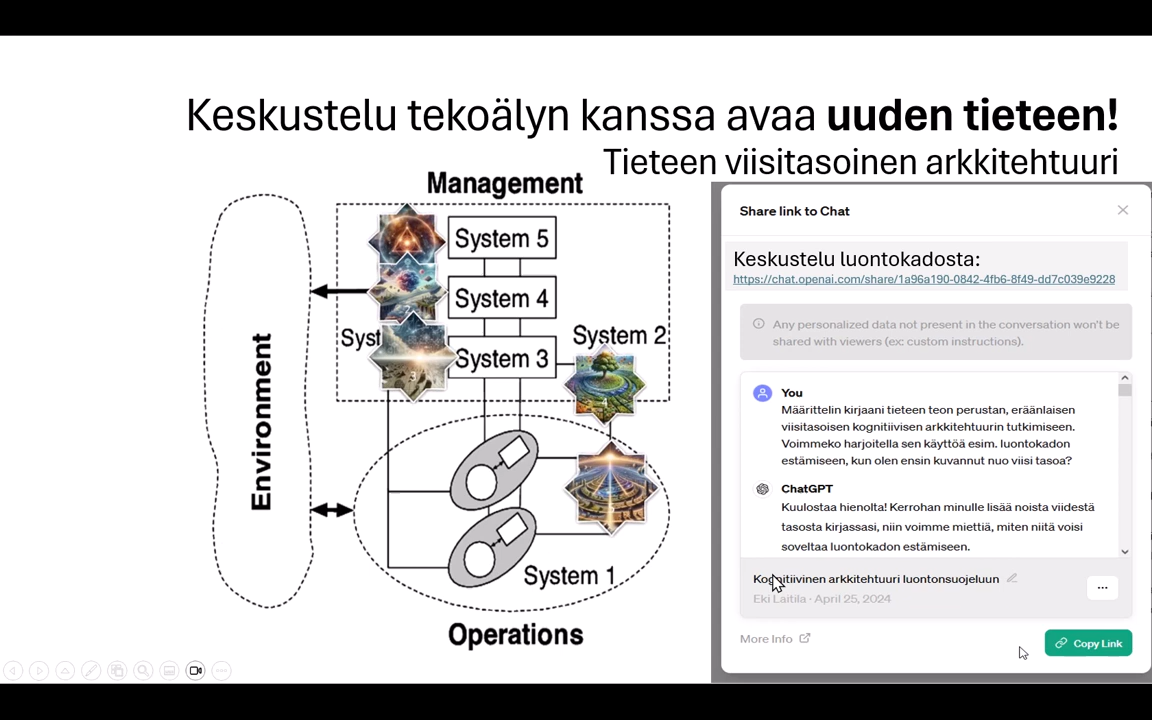 Keskustelu tekoälyn kanssa avaa uuden tieteen!
Tieteen viisitasoinen arkkitehtuuri
Management
System 5
System 4
Syst
System 3
System 2
Environment
System 1
Operations
Share link to Chat
Keskustelu luontokadosta:
https://chat.openai.com/share/1a96a190-0842-4fb6-8f49-dd7c039e9228
Any personalized data not present in the conversation won't be
shared with viewers (ex: custom instructions).
You
Määrittelin kirjaani tieteen teon perustan, eräänlaisen
viisitasoisen kognitiivisen arkkitehtuurin tutkimiseen.
Voimmeko harjoitella sen käyttöä esim. luontokadon
estämiseen, kun olen ensin kuvannut nuo viisi tasoa?
ChatGPT
Kuulostaa hienolta! Kerrohan minulle lisää noista viidestä
tasosta kirjassasi, niin voimme miettiä, miten niitä voisi
soveltaa luontokadon estämiseen.
Kognitiivinen arkkitehtuuri luontonsuojeluun
Eki Laitila · April 25, 2024
More Info
Copy Link